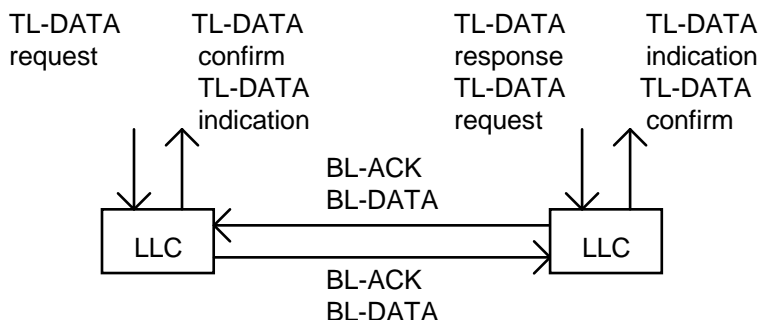 TL-DATA TL-DATA TL-DATA TL-DATA
request confirm response indication
TL-DATA TL-DATA TL-DATA
indication request confirm
BL-ACK
BL-DATA
LLC LLC
BL-ACK
BL-DATA